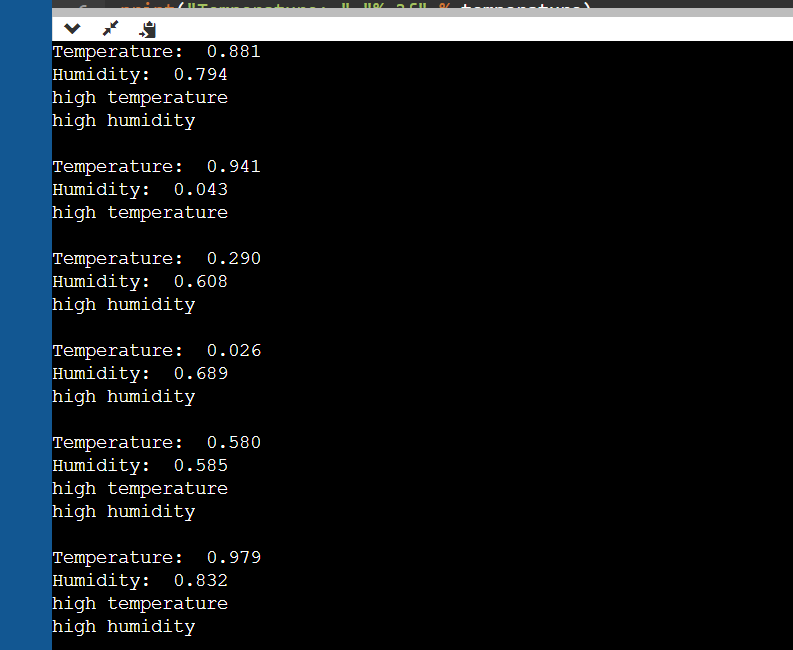 Temperature:  0.881
Humidity:  0.794
high temperature
high humidity
Temperature:  0.941
Humidity:  0.043
high temperature
Temperature:  0.290
Humidity:  0.608
high humidity
Temperature:  0.026
Humidity:  0.689
high humidity
Temperature:  0.580
Humidity:  0.585
high temperature
high humidity
Temperature:  0.979
Humidity:  0.832
high temperature
high humidity